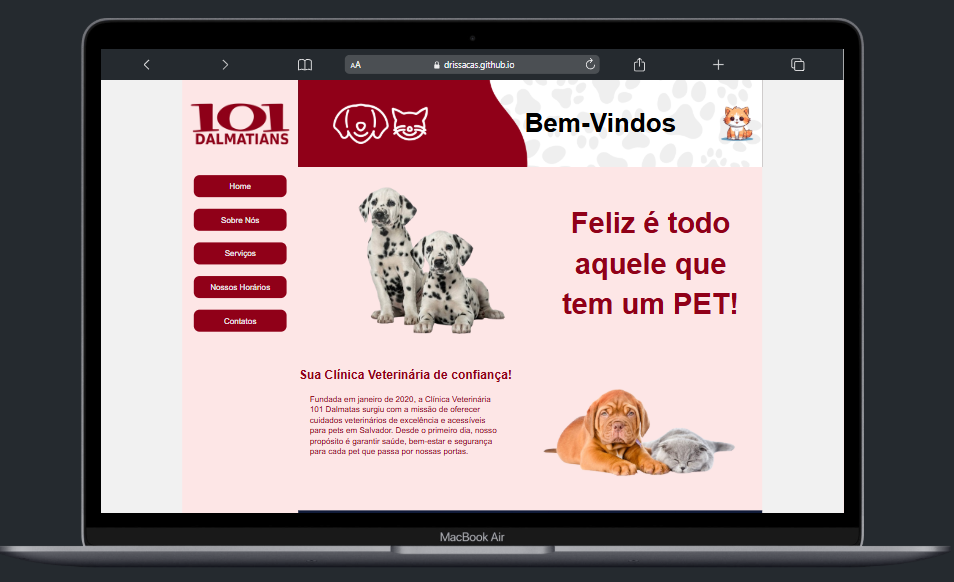 AA
drissacas.github.io
101
DALMATIANS
Bem-Vindos
Home
Sobre Nós
Serviços
Nossos Horários
Contatos
Feliz é todo
aquele que
tem um PET!
Sua Clínica Veterinária de confiança!
Fundada em janeiro de 2020, a Clínica Veterinária
101 Dalmatas surgiu com a missão de oferecer
cuidados veterinários de excelência e acessíveis
para pets em Salvador. Desde o primeiro dia, nosso
propósito é garantir saúde, bem-estar e segurança
para cada pet que passa por nossas portas.
MacBook Air